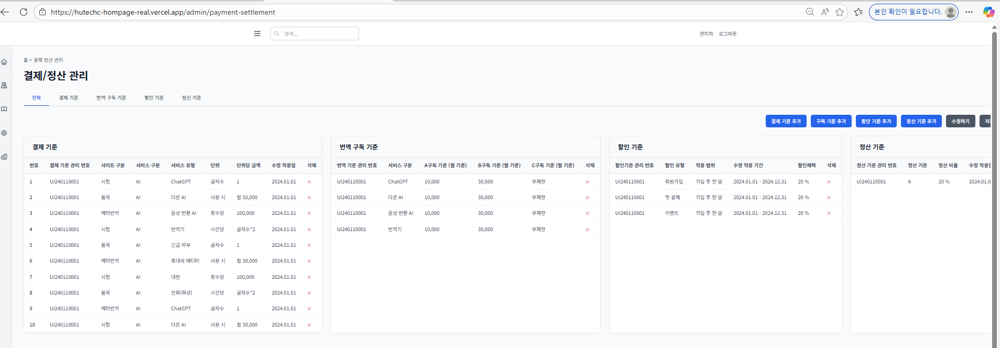 https://hutechc-hompage-real.vercel.app/admin/payment-settlement
본인 확인이 필요합니다.
검색...
관리자 로그아웃
홈 > 결제 정산 관리
결제/정산 관리
전체 결제 기준 번역 구독 기준 할인 기준 정산 기준
결제 기준 추가 구독 기준 추가 할인 기준 추가 정산 기준 추가 수정하기
결제 기준
번호 결제 기준 관리 번호 사이트 구분 서비스 구분 서비스 유형 단위 단위당 금액 수정 적용일 삭제
1 UI240110001 시험 AI ChatGPT 글자수 1 2024.01.01 ×
2 UI240110001 품목 AI 다른 AI 사용 시 월 50,000 2024.01.01 ×
3 UI240110001 메타번역 AI 음성 변환 AI 횟수당 100,000 2024.01.01 ×
4 UI240110001 시험 AI 번역기 시간당 글자수*2 2024.01.01 ×
5 UI240110001 품목 AI 긴급 여부 글자수 1 2024.01.01 ×
6 UI240110001 메타번역 AI 휴대씨 에디터 사용 시 월 50,000 2024.01.01 ×
7 UI240110001 시험 AI 대면 횟수당 100,000 2024.01.01 ×
8 UI240110001 품목 AI 전화(화상) 시간당 글자수*2 2024.01.01 ×
9 UI240110001 메타번역 AI ChatGPT 글자수 1 2024.01.01 ×
10 UI240110001 시험 AI 다른 AI 사용 시 월 50,000 2024.01.01 ×
번역 구독 기준
번역 기준 관리 번호 서비스 구분 A구독 기준 (월 기준) B구독 기준 (월 기준) C구독 기준 (월 기준) 삭제
UI240110001 ChatGPT 10,000 30,000 무제한 ×
UI240110001 다른 AI 10,000 30,000 무제한 ×
UI240110001 음성 변환 AI 10,000 30,000 무제한 ×
UI240110001 번역기 10,000 30,000 무제한 ×
할인 기준
할인기준 관리 번호 할인 유형 적용 범위 수정 적용 기간 할인혜택 삭제
UI240110001 회원가입 가입 후 한 달 2024.01.01 - 2024.12.31 20 % ×
UI240110001 첫 결제 가입 후 한 달 2024.01.01 - 2024.12.31 20 % ×
UI240110001 이벤트 가입 후 한 달 2024.01.01 - 2024.12.31 20 % ×
정산 기준
정산 기준 관리 번호 정산 기준 정산 비율 수정 적용
UI240110001 A 20 % 2024.01.0